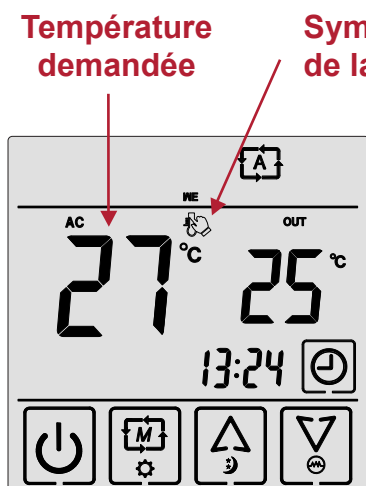 Température Sym
demandée de la
A
WE
AC OUT
27 °C 25 °C
13:24
M